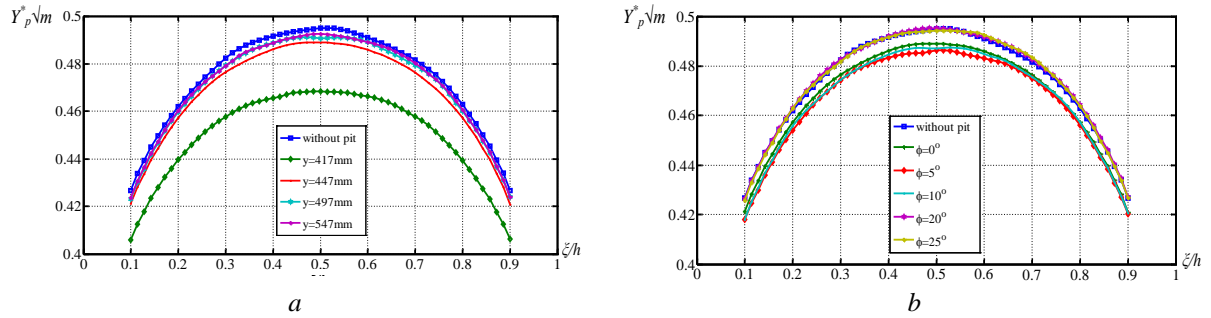 Y*p√m
0.5
0.48
0.46
0.44
0.42
0.4
without pit
y=417mm
y=447mm
y=497mm
y=547mm
0 0.1 0.2 0.3 0.4 0.5 0.6 0.7 0.8 0.9 1
ξ/h
a
Y*p√m
0.5
0.48
0.46
0.44
0.42
0.4
without pit
ϕ=0°
ϕ=5°
ϕ=10°
ϕ=20°
ϕ=25°
0 0.1 0.2 0.3 0.4 0.5 0.6 0.7 0.8 0.9 1
ξ/h
b